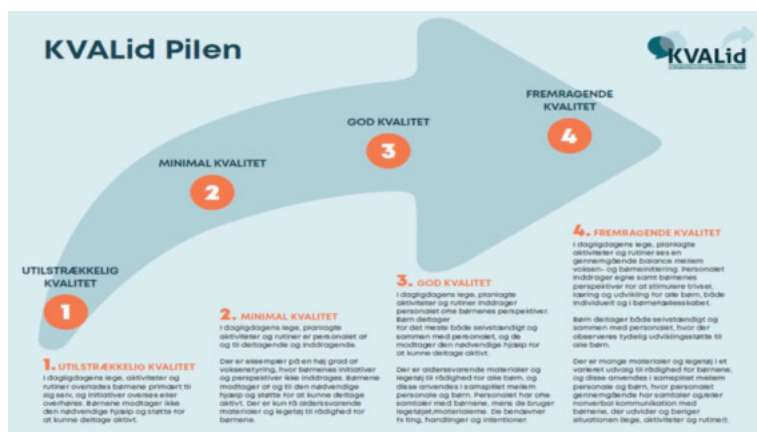 KVALid Pilen
KVALid
FREMRAGENDE
KVALITET
4
GOD KVALITET
3
MINIMAL KVALITET
2
UTILSTRÆKKELIG
KVALITET
1
1. UTILSTRÆKKELIG KVALITET
I dagligdagens lege, aktiviteter og
rutiner overlades børnene primært til
sig selv, og initiativer overses eller
overhøres. Børnene modtager ikke
den nødvendige hjælp og støtte for
at kunne deltage aktivt.
2. MINIMAL KVALITET
I dagligdagens lege, planlagte
aktiviteter og rutiner er personalet af
og til deltagende og inddragende.
Der er eksempler på en høj grad af
voksenstyring, hvor børnenes initiativer
og perspektiver ikke inddrages. Børnene
modtager af og til den nødvendige
hjælp og støtte for at kunne deltage
aktivt. Der er kun få alderssvarende
materialer og legetøj til rådighed for
børnene.
3. GOD KVALITET
I dagligdagens lege, planlagte
aktiviteter og rutiner inddrager
personalet ofte børnenes perspektiver.
Børn deltager
for det meste både selvstændigt og
sammen med personalet, og de
modtager den nødvendige hjælp for
at kunne deltage aktivt.
Der er alderssvarende materialer og
legetøj til rådighed for alle børn, og
disse anvendes i samspillet mellem
personale og børn. Personalet har ofte
samtaler med børnene, mens de bruger
legetøjet/materialerne. De benævner
fx ting, handlinger og intentioner.
4. FREMRAGENDE KVALITET
I dagligdagens lege, planlagte
aktiviteter og rutiner ses en
gennemgående balance mellem
voksen- og børneinitiering. Personalet
inddrager egne samt børnenes
perspektiver for at stimulere trivsel,
læring og udvikling for alle børn, både
individuelt og i børnefællesskabet.
Børn deltager både selvstændigt og
sammen med personalet, hvor der
observeres tydelig udviklingsstøtte til
alle børn.
Der er mange materialer og legetøj i et
varieret udvalg til rådighed for børnene,
og disse anvendes i samspillet mellem
personale og børn, hvor personalet
gennemgående har samtaler og/eller
nonverbal kommunikation med
børnene, der udvider og beriger
situationen (lege, aktiviteter og rutiner).